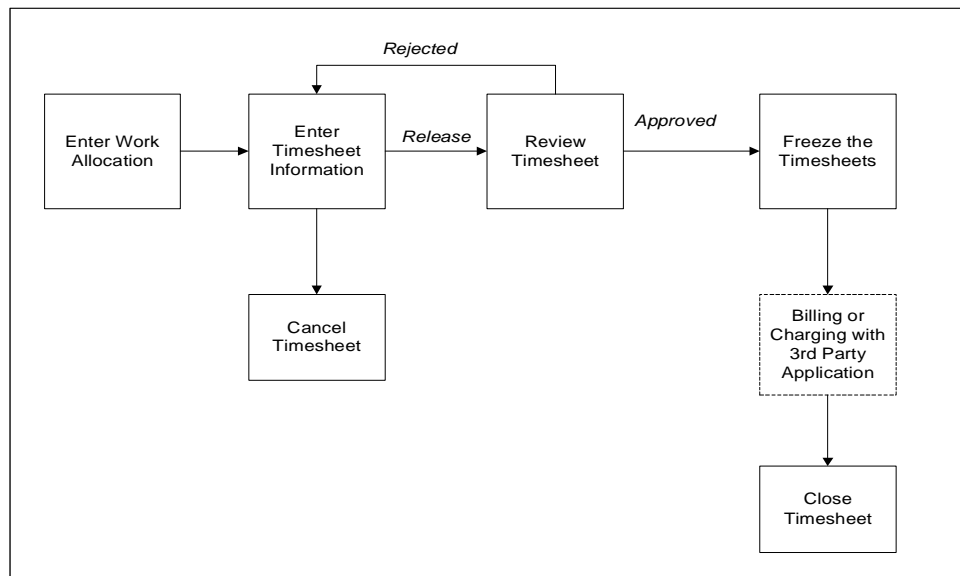 Rejected
Enter Work
Allocation
Enter
Timesheet
Information
Release
Review
Timesheet
Approved
Freeze the
Timesheets
Cancel
Timesheet
Billing or
Charging with
3rd Party
Application
Close
Timesheet